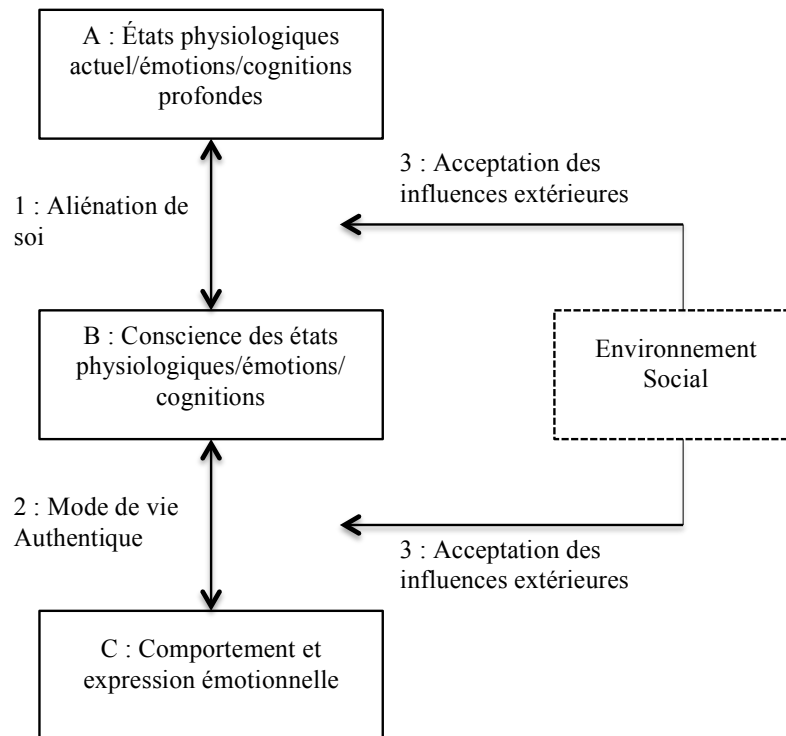 A : États physiologiques
actuel/émotions/cognitions
profondes
3 : Acceptation des
influences extérieures
1 : Aliénation de
soi
B : Conscience des états
physiologiques/émotions/
cognitions
Environnement
Social
2 : Mode de vie
Authentique
3 : Acceptation des
influences extérieures
C : Comportement et
expression émotionnelle